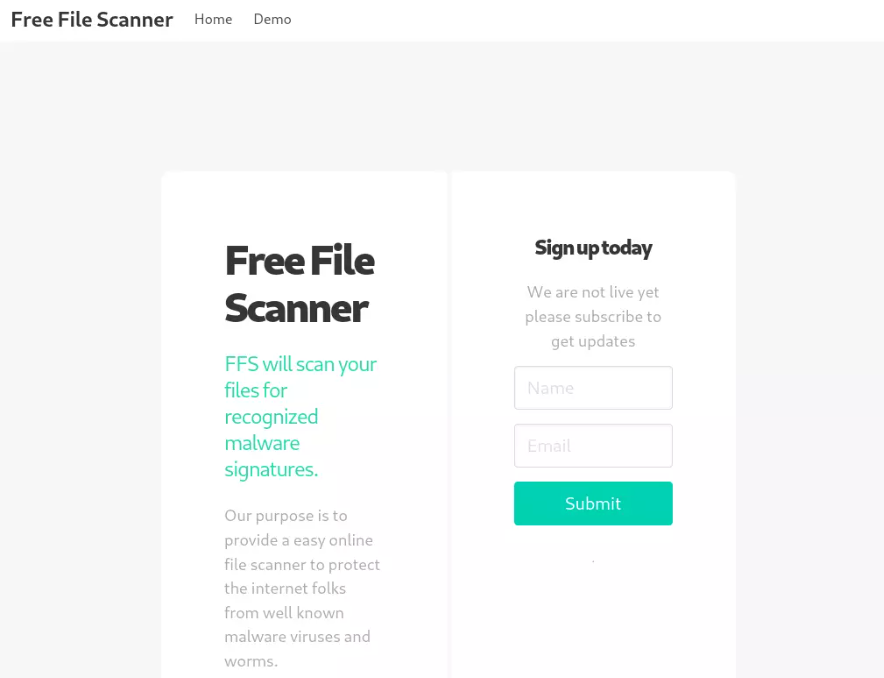 Free File Scanner Home Demo
Free File
Scanner
FFS will scan your
files for
recognized
malware
signatures.
Our purpose is to
provide a easy online
file scanner to protect
the internet folks
from well known
malware viruses and
worms.
Sign up today
We are not live yet
please subscribe to
get updates
Name
Email
Submit
.